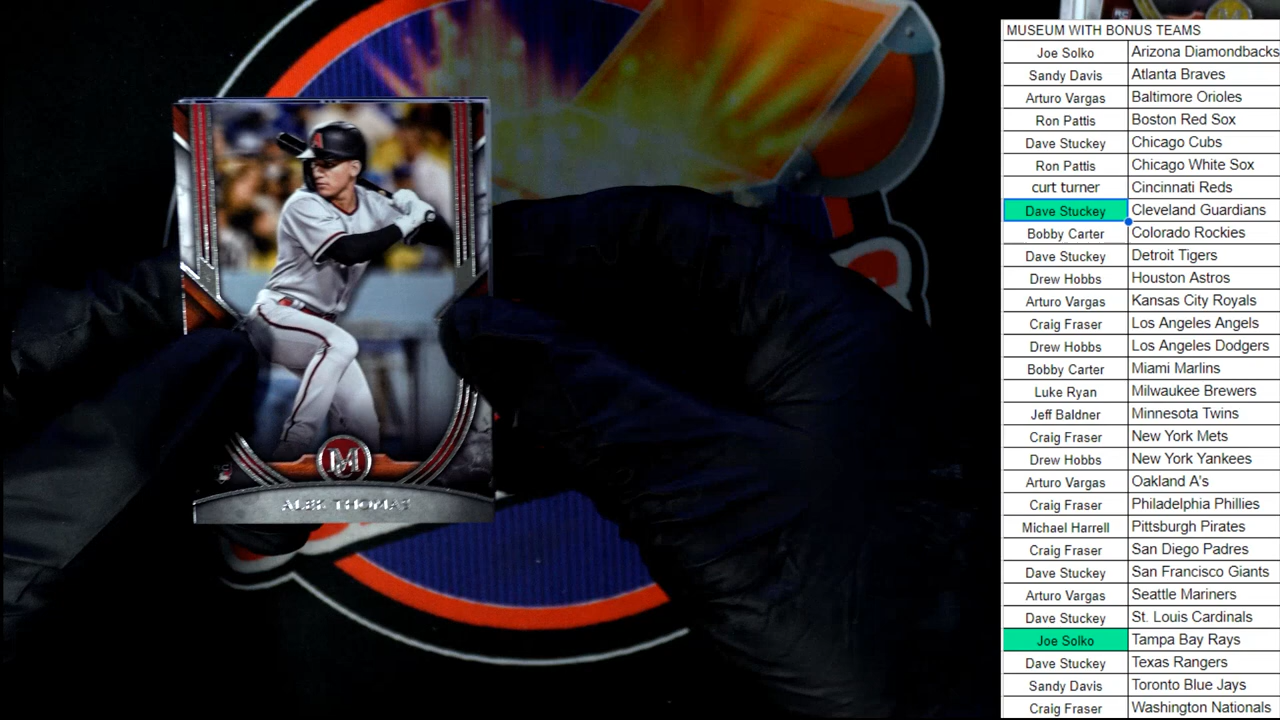 A
M
ALEK THOMAS
MUSEUM WITH BONUS TEAMS
Joe Solko Arizona Diamondbacks
Sandy Davis Atlanta Braves
Arturo Vargas Baltimore Orioles
Ron Pattis Boston Red Sox
Dave Stuckey Chicago Cubs
Ron Pattis Chicago White Sox
curt turner Cincinnati Reds
Dave Stuckey Cleveland Guardians
Bobby Carter Colorado Rockies
Dave Stuckey Detroit Tigers
Drew Hobbs Houston Astros
Arturo Vargas Kansas City Royals
Craig Fraser Los Angeles Angels
Drew Hobbs Los Angeles Dodgers
Bobby Carter Miami Marlins
Luke Ryan Milwaukee Brewers
Jeff Baldner Minnesota Twins
Craig Fraser New York Mets
Drew Hobbs New York Yankees
Arturo Vargas Oakland A's
Craig Fraser Philadelphia Phillies
Michael Harrell Pittsburgh Pirates
Craig Fraser San Diego Padres
Dave Stuckey San Francisco Giants
Arturo Vargas Seattle Mariners
Dave Stuckey St. Louis Cardinals
Joe Solko Tampa Bay Rays
Dave Stuckey Texas Rangers
Sandy Davis Toronto Blue Jays
Craig Fraser Washington Nationals